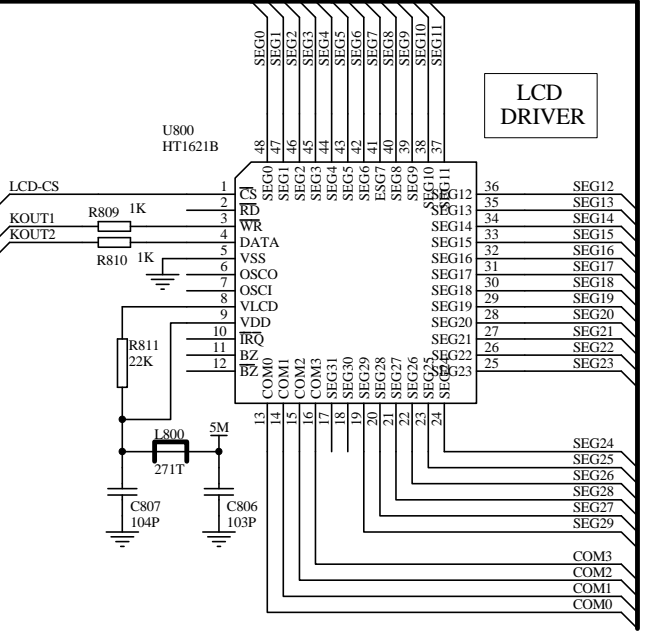 SEG0
SEG1
SEG2
SEG3
SEG4
SEG5
SEG6
SEG7
SEG8
SEG9
SEG10
SEG11
LCD
DRIVER
U800
HT1621B
48
47
46
45
44
43
42
41
40
39
38
37
SEG0
SEG1
SEG2
SEG3
SEG4
SEG5
SEG6
ESG7
SEG8
SEG9
SEG10
SEG11
LCD-CS
KOUT1
KOUT2
R809 1K
R810 1K
1 CS
2 RD
3 WR
4 DATA
5 VSS
6 OSCO
7 OSCI
8 VLCD
9 VDD
10 IRQ
11 BZ
12 BZ
SEG12 36 SEG12
SEG13 35 SEG13
SEG14 34 SEG14
SEG15 33 SEG15
SEG16 32 SEG16
SEG17 31 SEG17
SEG18 30 SEG18
SEG19 29 SEG19
SEG20 28 SEG20
SEG21 27 SEG21
SEG22 26 SEG22
SEG23 25 SEG23
R811
22K
COM0
COM1
COM2
COM3
SEG31
SEG30
SEG29
SEG28
SEG27
SEG26
SEG25
SEG24
13
14
15
16
17
18
19
20
21
22
23
24
L800
271T
5M
C807
104P
C806
103P
SEG24
SEG25
SEG26
SEG28
SEG27
SEG29
COM3
COM2
COM1
COM0